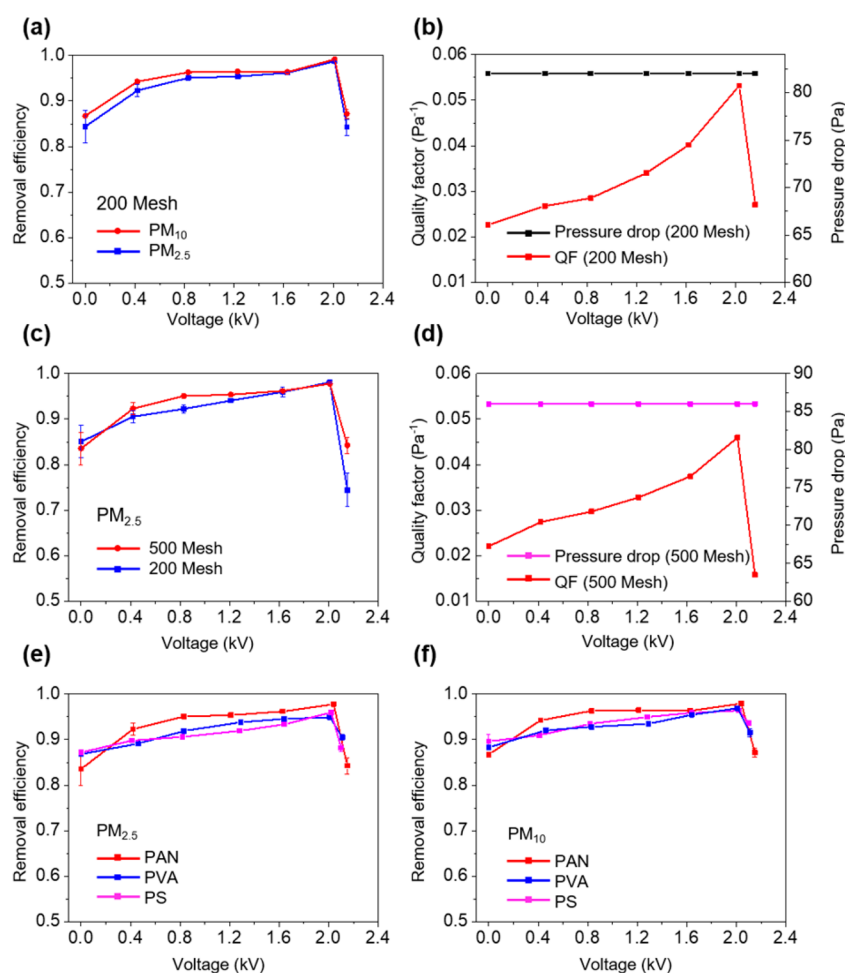 (a)
1.0
0.9
0.8
0.7
0.6
0.5
Removal efficiency
200 Mesh
PM10
PM2.5
0.0 0.4 0.8 1.2 1.6 2.0 2.4
Voltage (kV)
(b)
0.06
0.05
0.04
0.03
0.02
0.01
Quality factor (Pa-1)
Pressure drop (200 Mesh)
QF (200 Mesh)
80
75
70
65
60
Pressure drop (Pa)
0.0 0.4 0.8 1.2 1.6 2.0 2.4
Voltage (kV)
(c)
1.0
0.9
0.8
0.7
0.6
0.5
Removal efficiency
PM2.5
500 Mesh
200 Mesh
0.0 0.4 0.8 1.2 1.6 2.0 2.4
Voltage (kV)
(d)
0.06
0.05
0.04
0.03
0.02
0.01
Quality factor (Pa-1)
Pressure drop (500 Mesh)
QF (500 Mesh)
90
85
80
75
70
65
60
Pressure drop (Pa)
0.0 0.4 0.8 1.2 1.6 2.0 2.4
Voltage (kV)
(e)
1.0
0.9
0.8
0.7
0.6
0.5
Removal efficiency
PM2.5
PAN
PVA
PS
0.0 0.4 0.8 1.2 1.6 2.0 2.4
Voltage (kV)
(f)
1.0
0.9
0.8
0.7
0.6
0.5
Removal efficiency
PM10
PAN
PVA
PS
0.0 0.4 0.8 1.2 1.6 2.0 2.4
Voltage (kV)